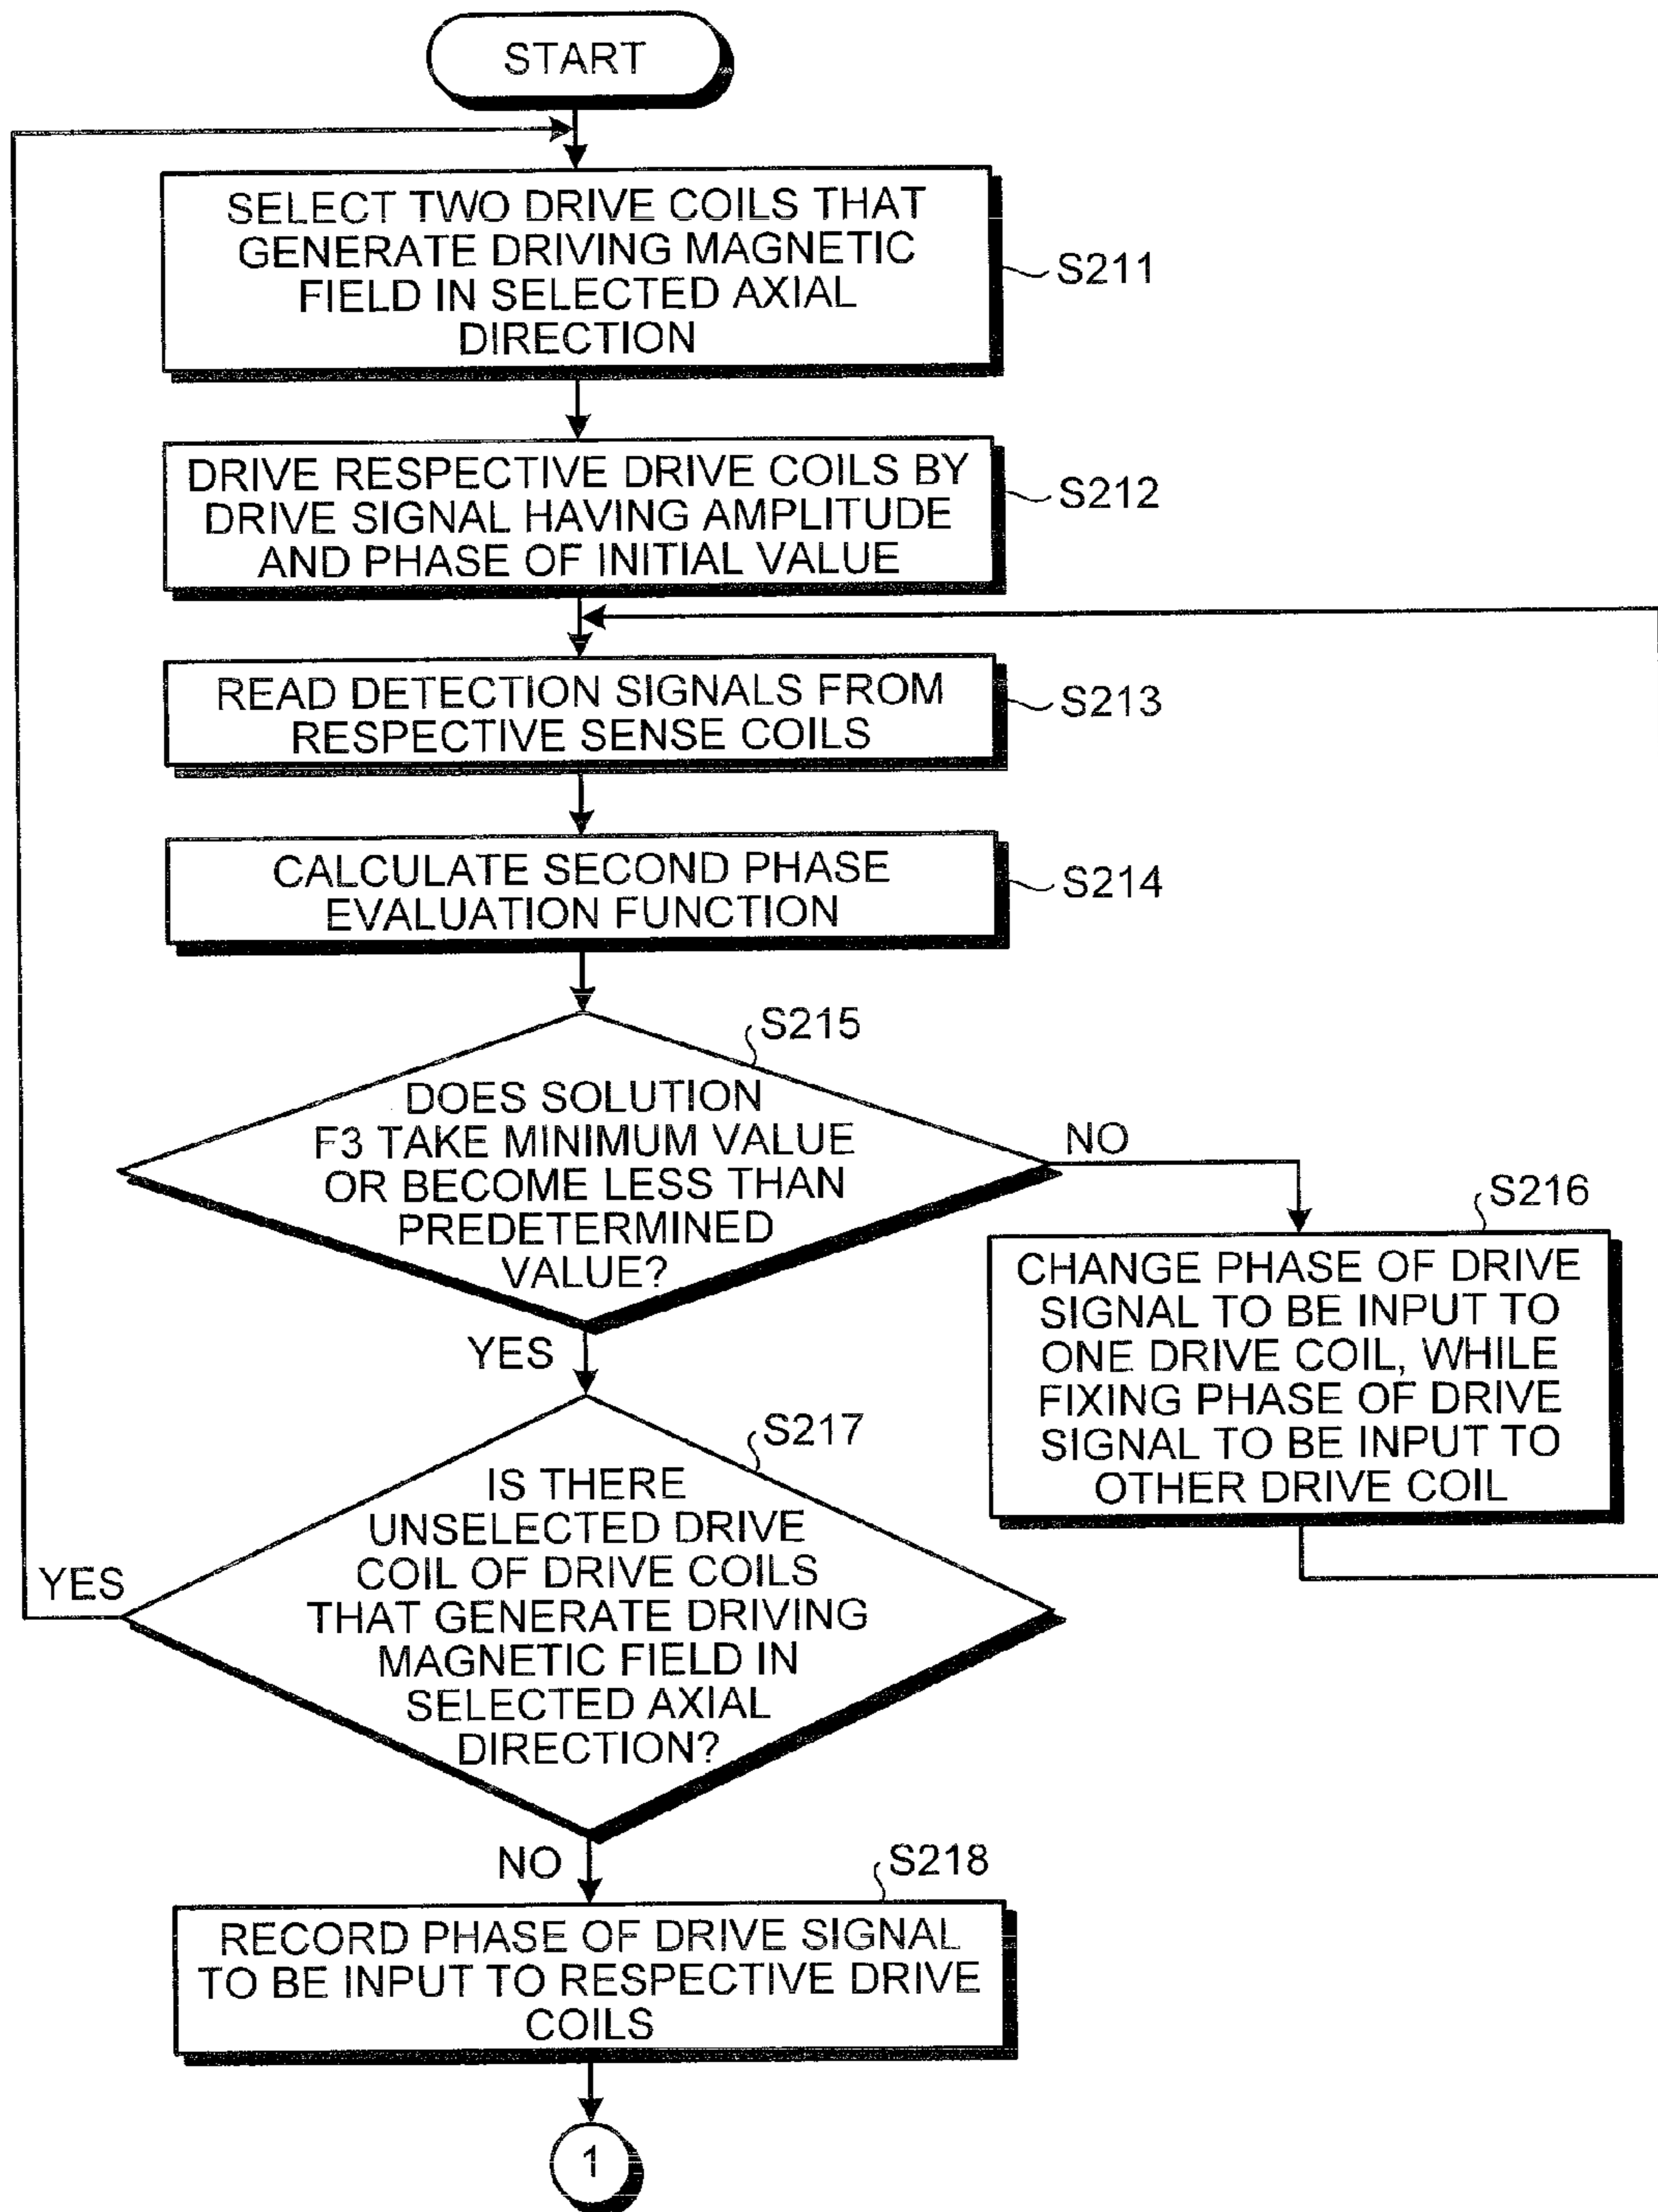 START
SELECT TWO DRIVE COILS THAT
GENERATE DRIVING MAGNETIC
FIELD IN SELECTED AXIAL
DIRECTION
S211
DRIVE RESPECTIVE DRIVE COILS BY
DRIVE SIGNAL HAVING AMPLITUDE
AND PHASE OF INITIAL VALUE
S212
READ DETECTION SIGNALS FROM
RESPECTIVE SENSE COILS
S213
CALCULATE SECOND PHASE
EVALUATION FUNCTION
S214
S215
DOES SOLUTION
F3 TAKE MINIMUM VALUE
OR BECOME LESS THAN
PREDETERMINED
VALUE?
NO
YES
S216
CHANGE PHASE OF DRIVE
SIGNAL TO BE INPUT TO
ONE DRIVE COIL, WHILE
FIXING PHASE OF DRIVE
SIGNAL TO BE INPUT TO
OTHER DRIVE COIL
S217
IS THERE
UNSELECTED DRIVE
COIL OF DRIVE COILS
THAT GENERATE DRIVING
MAGNETIC FIELD IN
SELECTED AXIAL
DIRECTION?
YES
NO
S218
RECORD PHASE OF DRIVE SIGNAL
TO BE INPUT TO RESPECTIVE DRIVE
COILS
1